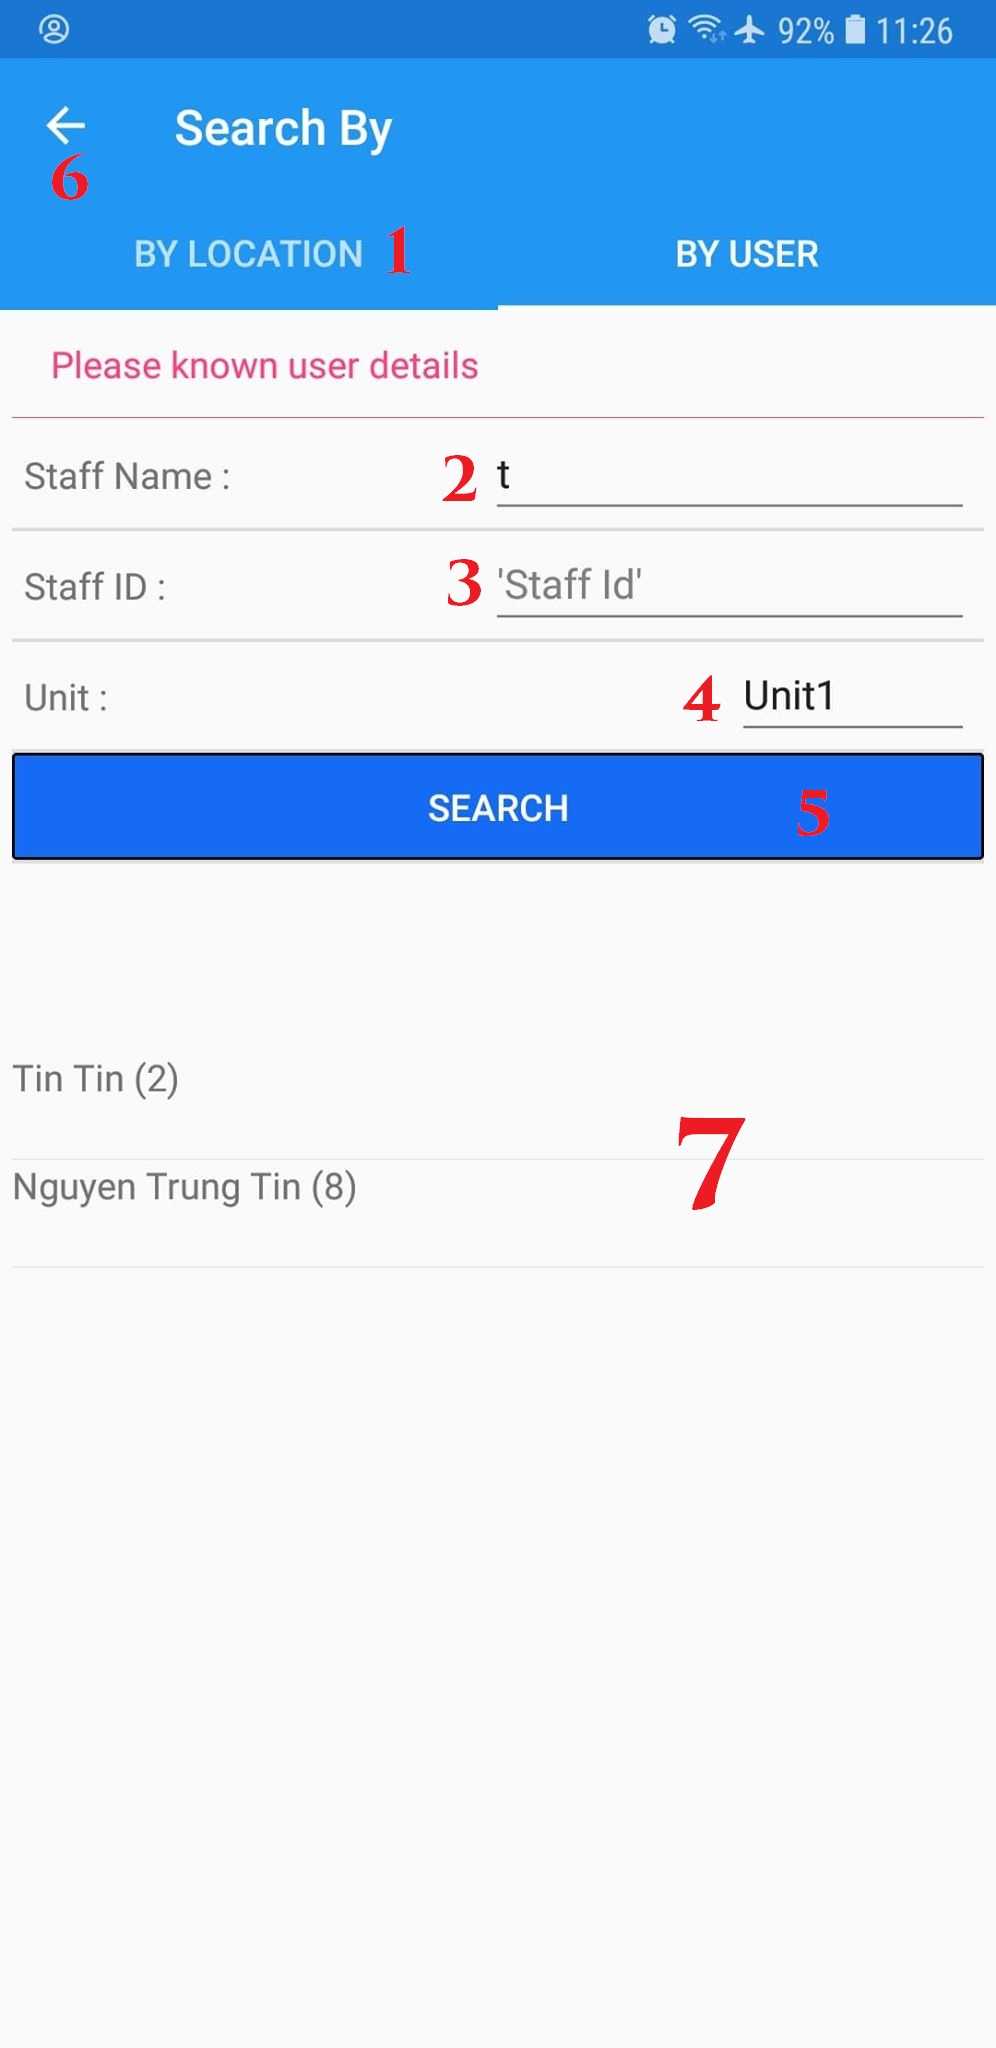 92% 11:26
Search By
6
BY LOCATION 1 BY USER
Please known user details
Staff Name : 2 t
Staff ID : 3 'Staff Id'
Unit : 4 Unit1
SEARCH 5
Tin Tin (2)
7
Nguyen Trung Tin (8)